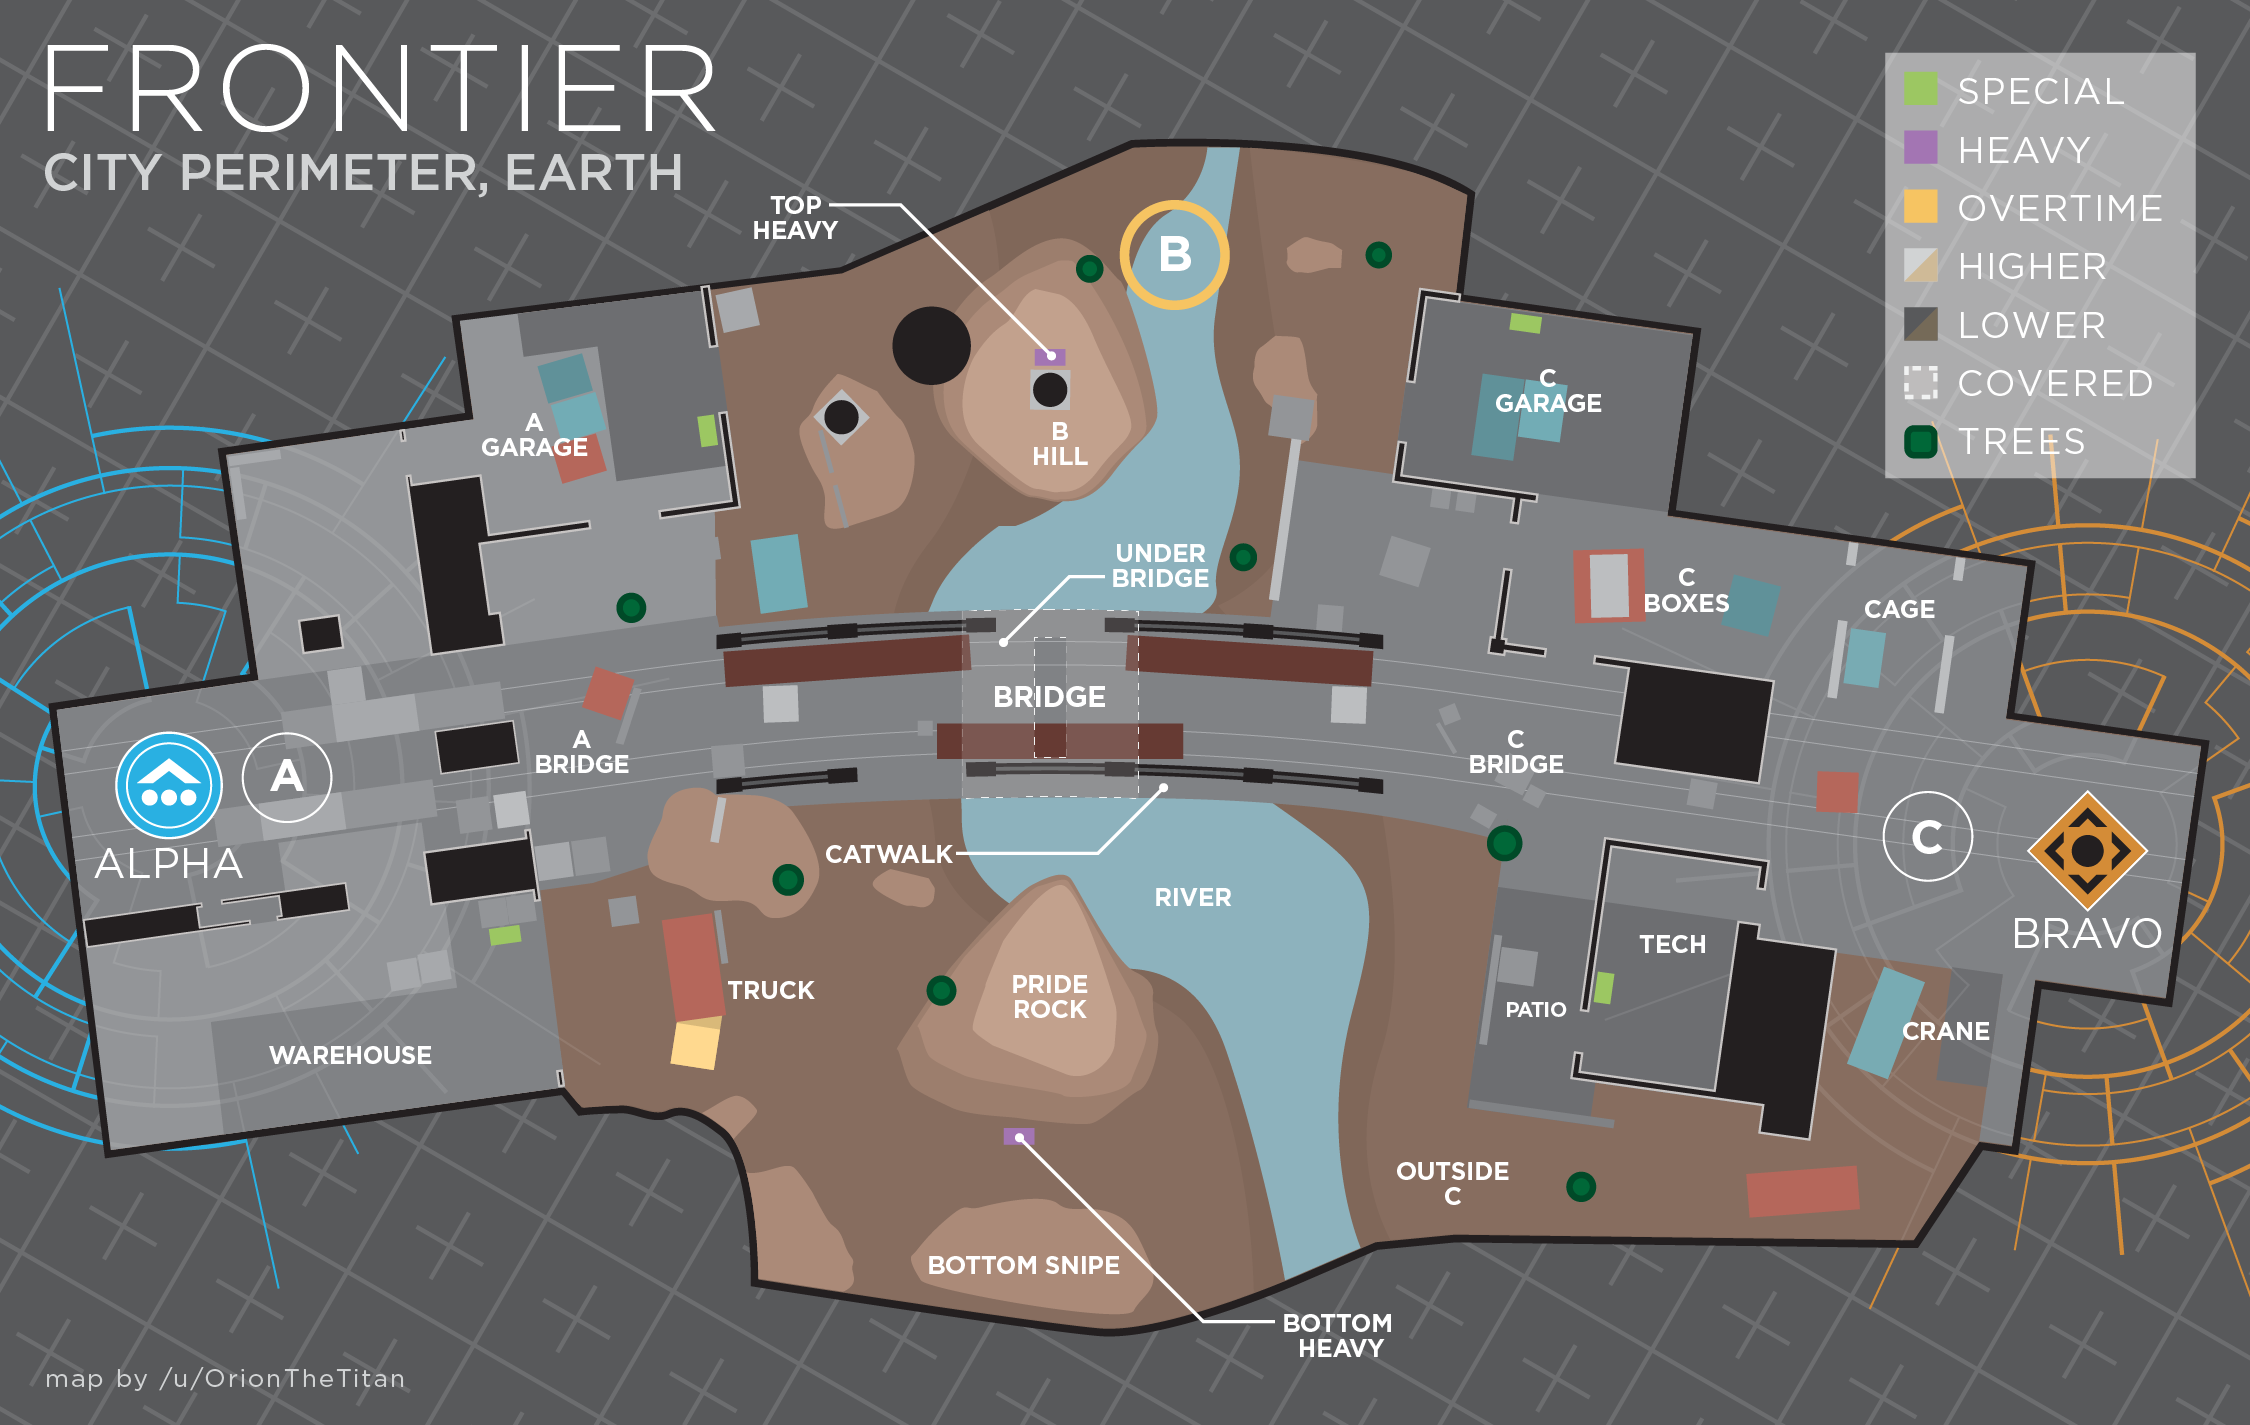 FRONTIER
CITY PERIMETER, EARTH
SPECIAL
HEAVY
OVERTIME
HIGHER
LOWER
COVERED
TREES
TOP
HEAVY
B
B
HILL
A
GARAGE
C
GARAGE
UNDER
BRIDGE
C
BOXES
CAGE
BRIDGE
A
BRIDGE
C
BRIDGE
A
ALPHA
C
BRAVO
CATWALK
RIVER
TRUCK
PRIDE
ROCK
TECH
PATIO
CRANE
WAREHOUSE
OUTSIDE
C
BOTTOM SNIPE
BOTTOM
HEAVY
map by /u/OrionTheTitan